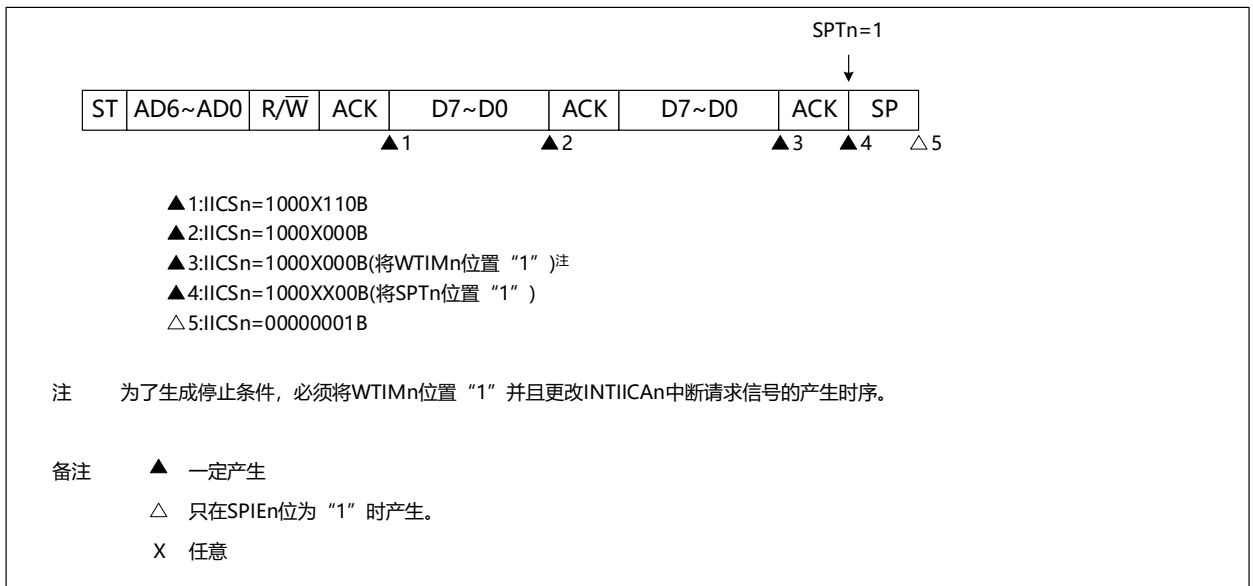 SPTn=1
↓
ST AD6~AD0 R/W̅ ACK D7~D0 ACK D7~D0 ACK SP
▲1 ▲2 ▲3 ▲4 △5
▲1:IICSn=1000X110B
▲2:IICSn=1000X000B
▲3:IICSn=1000X000B(将WTIMn位置“1”)注
▲4:IICSn=1000XX00B(将SPTn位置“1”)
△5:IICSn=00000001B
注 为了生成停止条件，必须将WTIMn位置“1”并且更改INTIICAn中断请求信号的产生时序。
备注 ▲ 一定产生
△ 只在SPIEn位为“1”时产生。
X 任意